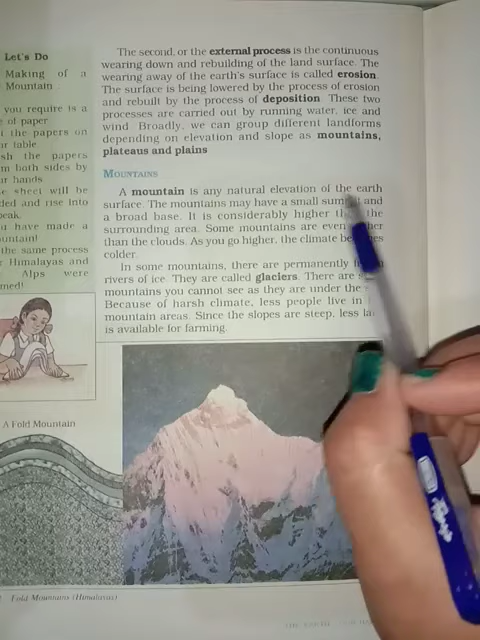 Let's Do
Making of a
Mountain
you require is a
of paper
the papers on
table
the papers
both sides by
hands
sheet will be
and rise into
have made a
the same process
Himalayas and
Alps were
The second, or the external process is the continuous
wearing down and rebuilding of the land surface. The
wearing away of the earth's surface is called erosion.
The surface is being lowered by the process of erosion
and rebuilt by the process of deposition These two
processes are carried out by running water, ice and
wind Broadly, we can group different landforms
depending on elevation and slope as mountains,
plateaus and plains
MOUNTAINS
A mountain is any natural elevation of the earth
surface. The mountains may have a small and
a broad base. It is considerably higher the
surrounding area. Some mountains are even
than the clouds. As you go higher, the climate
colder.
In some mountains, there are permanently
rivers of ice. They are called glaciers. There are
mountains you cannot see as they are under the
Because of harsh climate, less people live in
mountain areas. Since the slopes are steep, less
is available for farming.
A Fold Mountain
Fold Mountains (Himalayas)